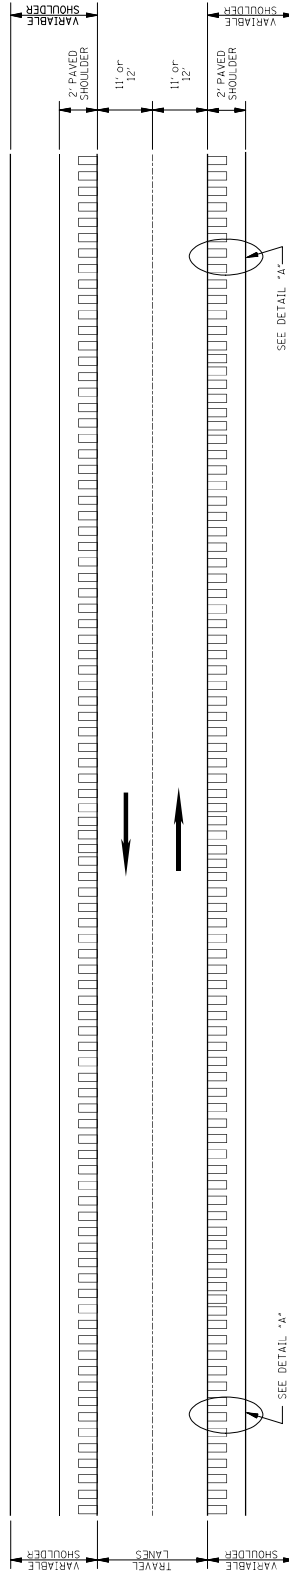 VARIABLE
SHOULDER
2' PAVED
SHOULDER
11' or
12'
11' or
12'
2' PAVED
SHOULDER
VARIABLE
SHOULDER
SEE DETAIL "A"
SEE DETAIL "A"
VARIABLE
SHOULDER
TRAVEL
LANES
VARIABLE
SHOULDER